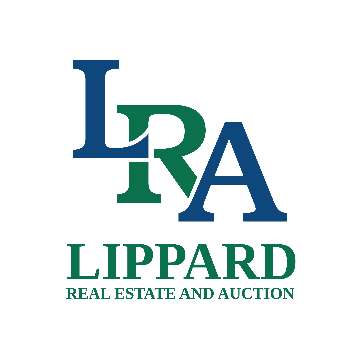 LRA
LIPPARD
REAL ESTATE AND AUCTION